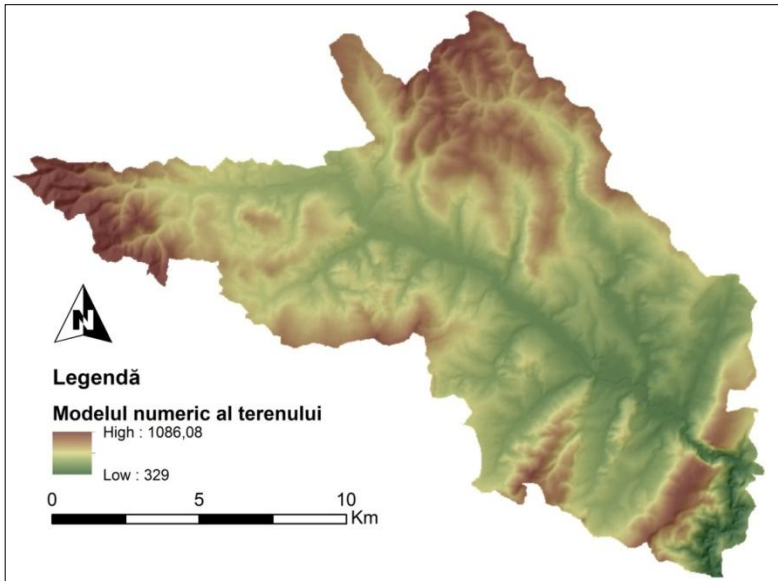 N
Legendă
Modelul numeric al terenului
High : 1086,08
Low : 329
0 5 10
Km